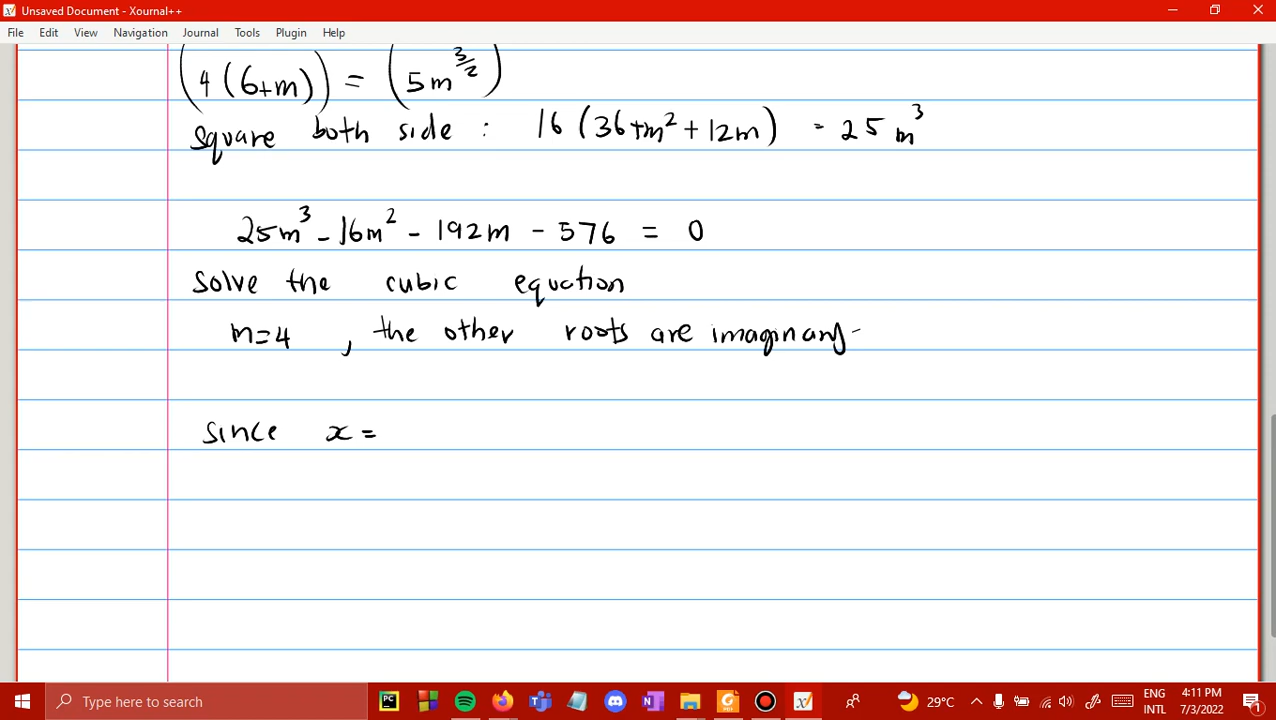 Unsaved Document - Xournal++
File Edit View Navigation Journal Tools Plugin Help
(4(6+m)) = (5m^{3/2})
square both side : 16(36+m² + 12m) = 25m³
25m³ - 16m² - 192m - 576 = 0
Solve the cubic equation
m=4 , the other roots are imaginary
since x =
Type here to search
PC
29°C
ENG
INTL
4:11 PM
7/3/2022
1